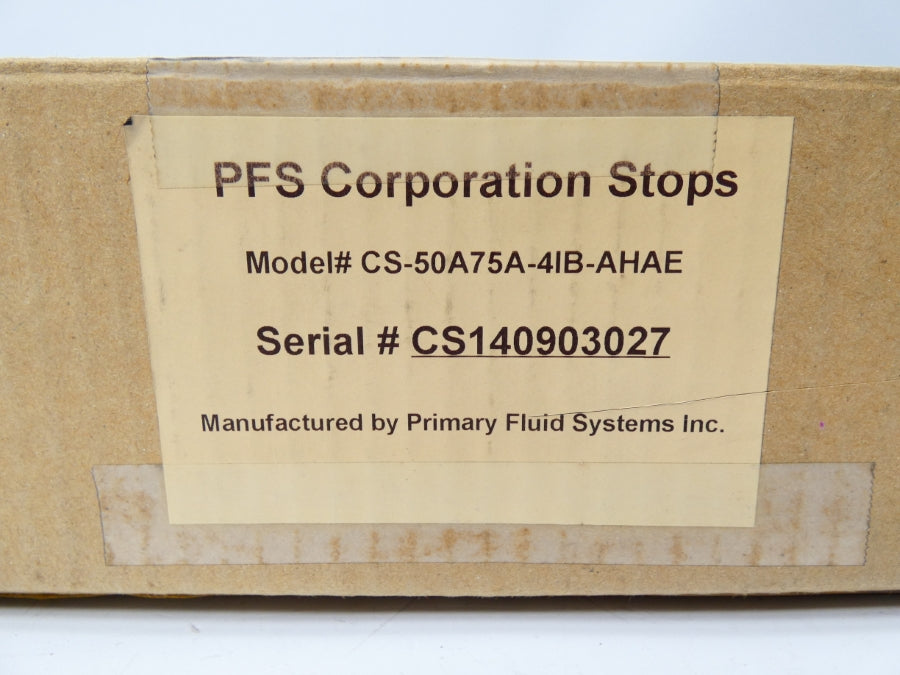 PFS Corporation Stops
Model# CS-50A75A-4IB-AHAE
Serial # CS140903027
Manufactured by Primary Fluid Systems Inc.